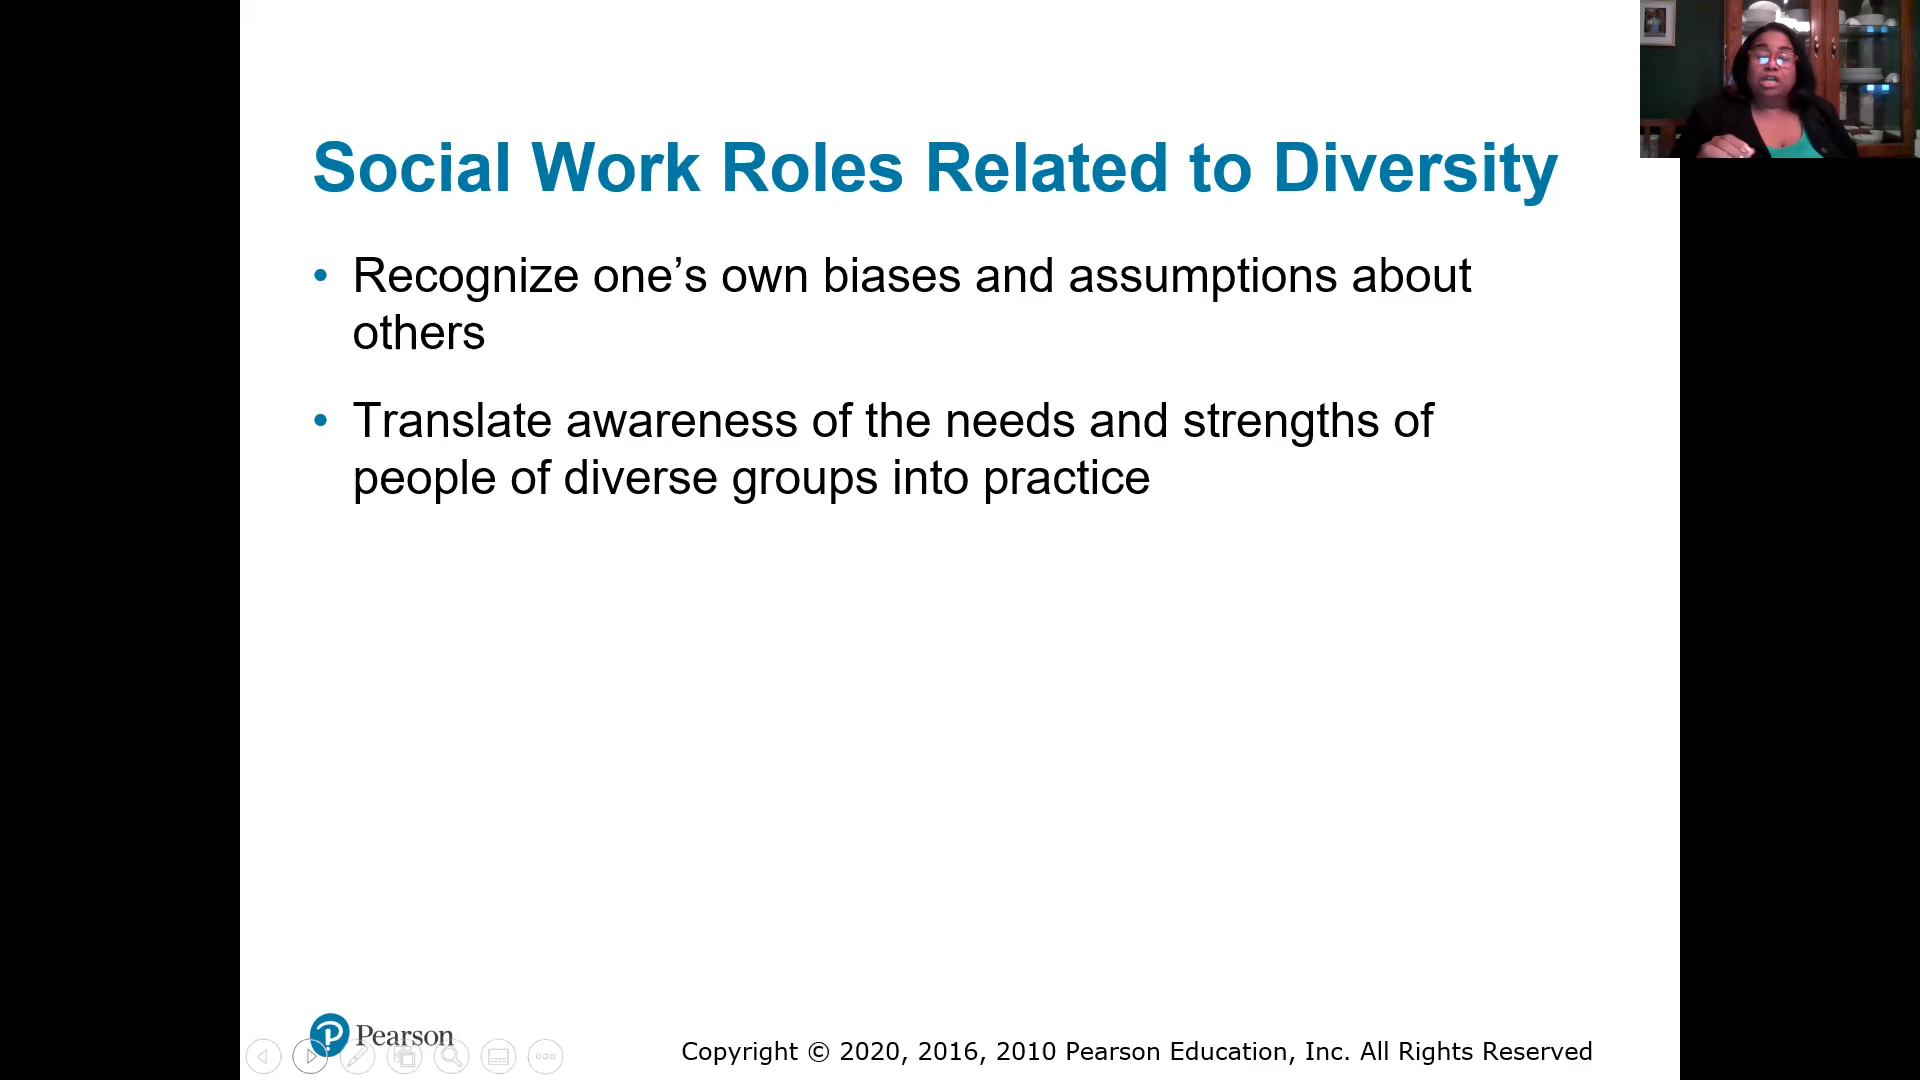 Social Work Roles Related to Diversity
• Recognize one’s own biases and assumptions about
others
• Translate awareness of the needs and strengths of
people of diverse groups into practice
Pearson
Copyright © 2020, 2016, 2010 Pearson Education, Inc. All Rights Reserved